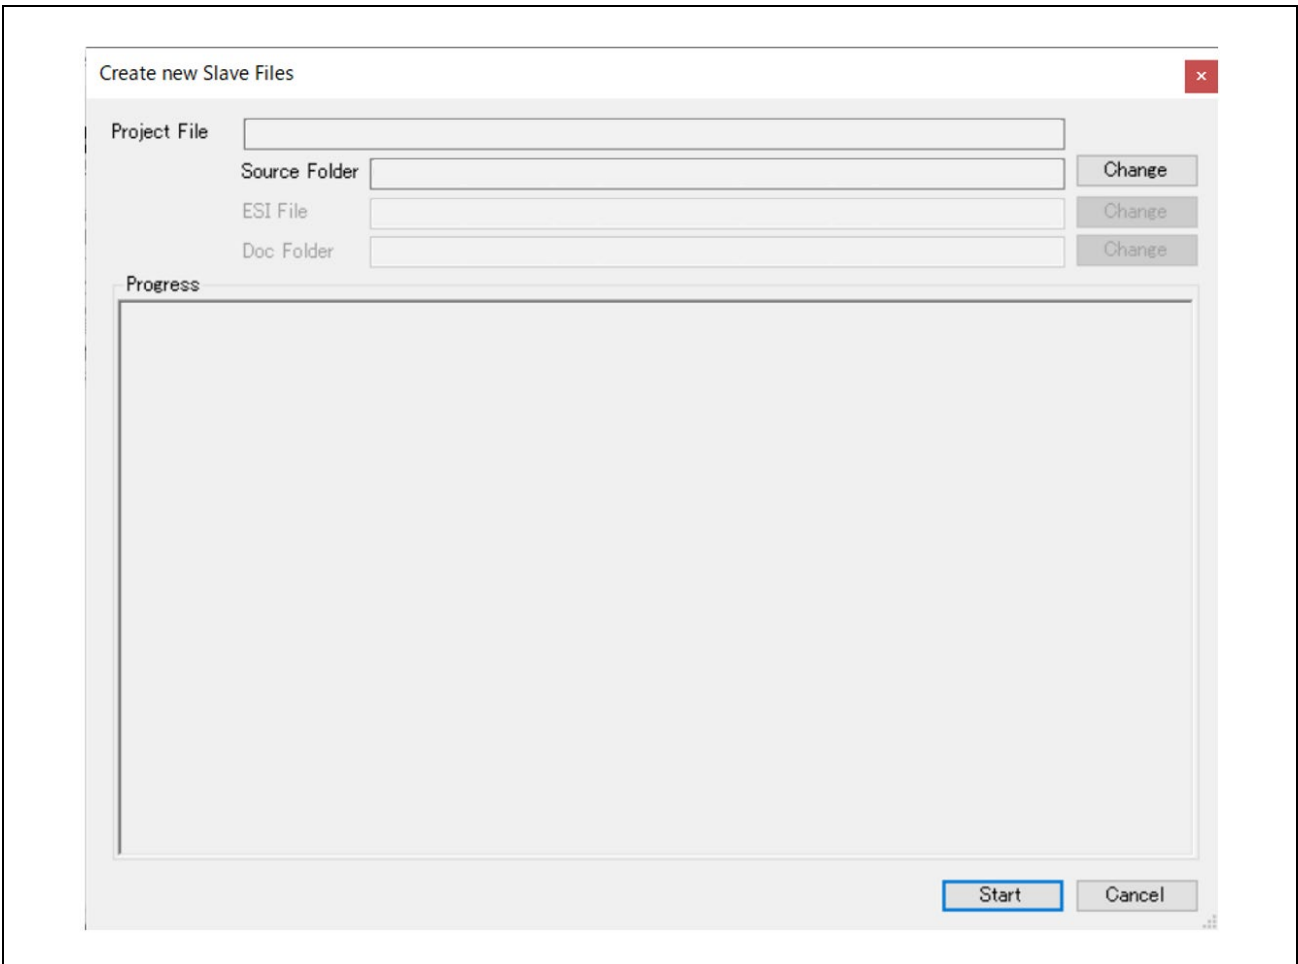 Create new Slave Files
Project File
Source Folder Change
ESI File Change
Doc Folder Change
Progress
Start Cancel